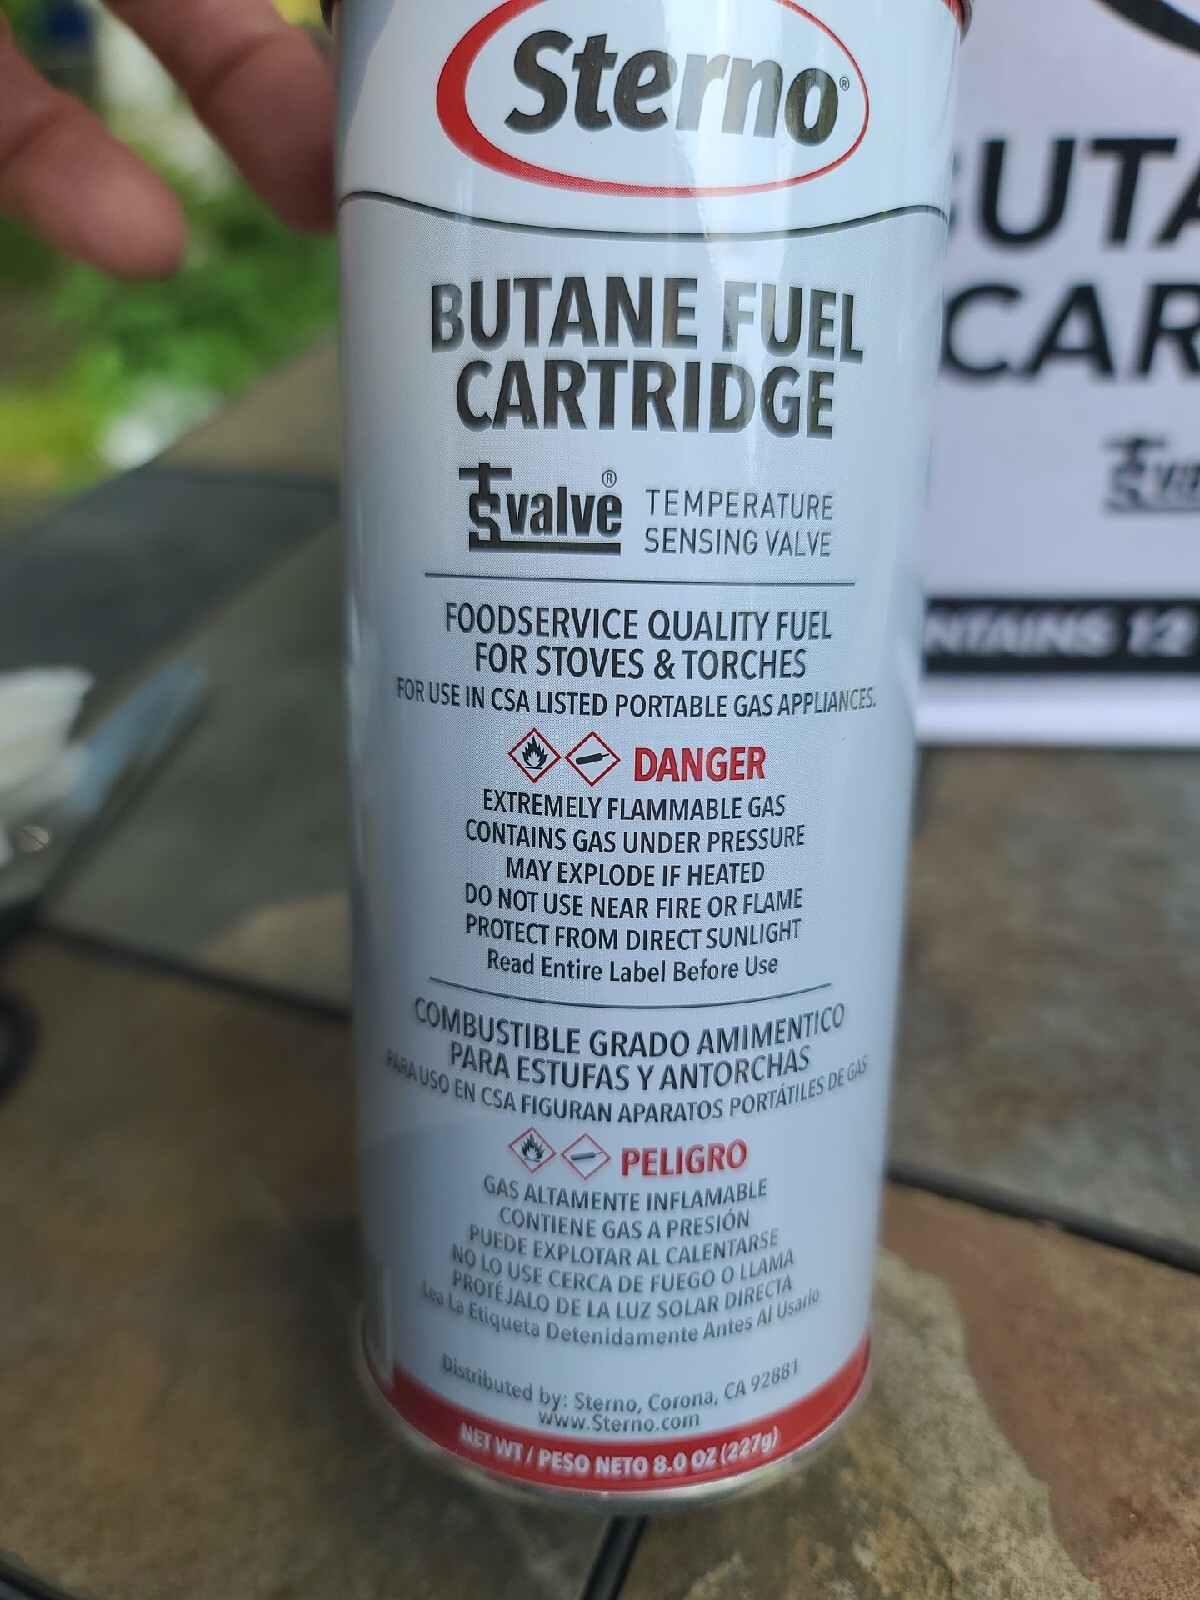 Sterno®
BUTANE FUEL
CARTRIDGE
TSvalve® TEMPERATURE
SENSING VALVE
FOODSERVICE QUALITY FUEL
FOR STOVES & TORCHES
FOR USE IN CSA LISTED PORTABLE GAS APPLIANCES.
DANGER
EXTREMELY FLAMMABLE GAS
CONTAINS GAS UNDER PRESSURE
MAY EXPLODE IF HEATED
DO NOT USE NEAR FIRE OR FLAME
PROTECT FROM DIRECT SUNLIGHT
Read Entire Label Before Use
COMBUSTIBLE GRADO AMIMENTICO
PARA ESTUFAS Y ANTORCHAS
PARA USO EN CSA FIGURAN APARATOS PORTÁTILES DE GAS
PELIGRO
GAS ALTAMENTE INFLAMABLE
CONTIENE GAS A PRESIÓN
PUEDE EXPLOTAR AL CALENTARSE
NO LO USE CERCA DE FUEGO O LLAMA
PROTÉJALO DE LA LUZ SOLAR DIRECTA
Lea La Etiqueta Detenidamente Antes Al Usario
Distributed by: Sterno, Corona, CA 92881
www.Sterno.com
NET WT / PESO NETO 8.0 OZ (227g)
UTA
CAR
NTAINS 12